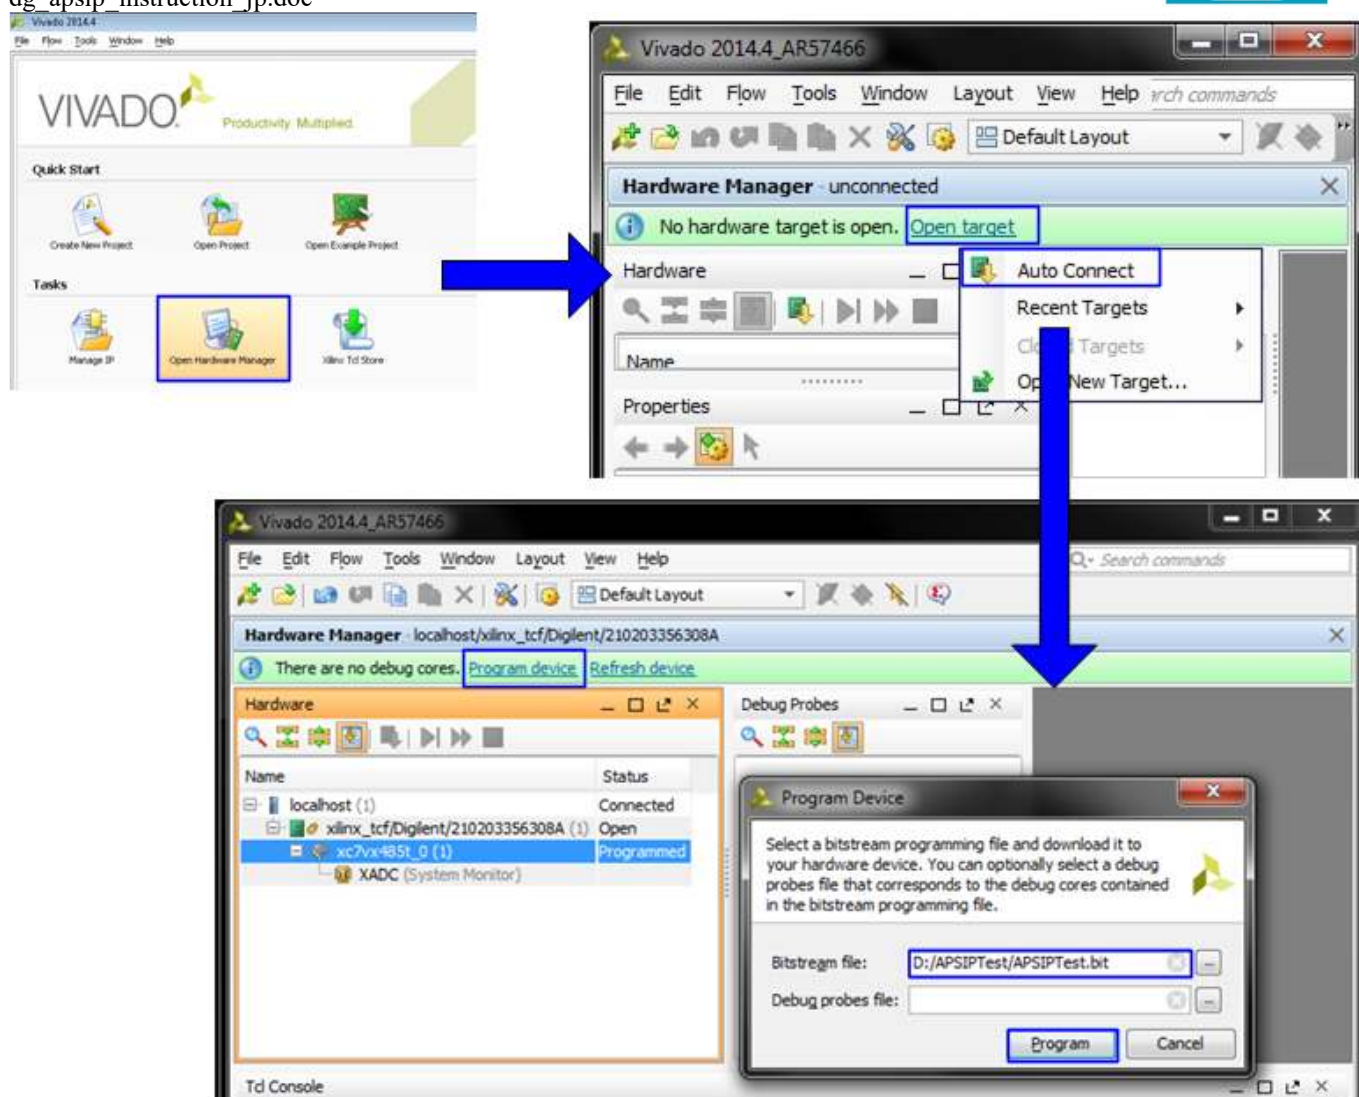 dg_apsip_instruction_jp.doc
Vivado 2014.4
File Flow Tools Window Help
VIVADO.
Productivity. Multiplied.
Quick Start
Create New Project Open Project Open Example Project
Tasks
Manage IP Open Hardware Manager Xilinx Tcl Store
Vivado 2014.4_AR57466
File Edit Flow Tools Window Layout View Help rch commands
Default Layout
Hardware Manager - unconnected
No hardware target is open. Open target
Hardware
Auto Connect
Recent Targets
Targets
New Target...
Name
Properties
Vivado 2014.4_AR57466
File Edit Flow Tools Window Layout View Help Search commands
Default Layout
Hardware Manager - localhost/xilinx_tcf/Digilent/210203356308A
There are no debug cores. Program device Refresh device
Hardware
Debug Probes
Name Status
localhost (1) Connected
xilinx_tcf/Digilent/210203356308A (1) Open
xc7vx485t_0 (1) Programmed
XADC (System Monitor)
Program Device
Select a bitstream programming file and download it to
your hardware device. You can optionally select a debug
probes file that corresponds to the debug cores contained
in the bitstream programming file.
Bitstream file: D:/APSIPTest/APSIPTest.bit ...
Debug probes file: ...
Program Cancel
Tcl Console